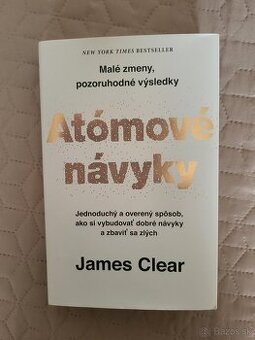 NEW YORK TIMES BESTSELLER
Malé zmeny,
pozoruhodné výsledky
Atómové
návyky
Jednoduchý a overený spôsob,
ako si vybudovať dobré návyky
a zbaviť sa zlých
James Clear